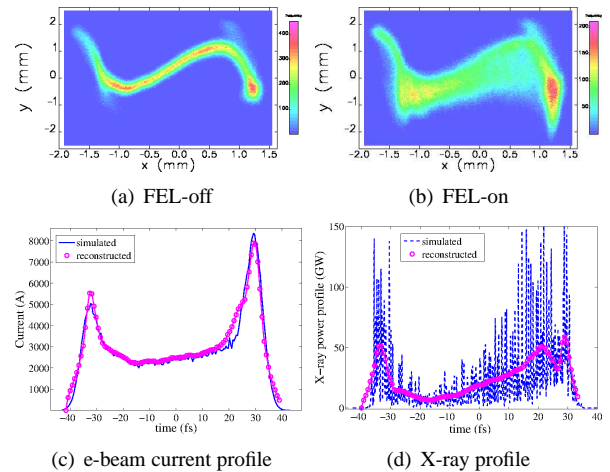 y (mm)
2
1
0
−1
−2
−2.0 −1.5 −1.0 −0.5 0.0 0.5 1.0 1.5
x (mm)
400
300
200
100
(a) FEL-off
y (mm)
2
1
0
−1
−2
−2.0 −1.5 −1.0 −0.5 0.0 0.5 1.0 1.5
x (mm)
200
150
100
50
(b) FEL-on
Current (A)
8000
7000
6000
5000
4000
3000
2000
1000
simulated
reconstructed
-40 -30 -20 -10 0 10 20 30 40
time (fs)
(c) e-beam current profile
X-ray power profile (GW)
150
100
50
0
simulated
reconstructed
-40 -30 -20 -10 0 10 20 30 40
time (fs)
(d) X-ray profile